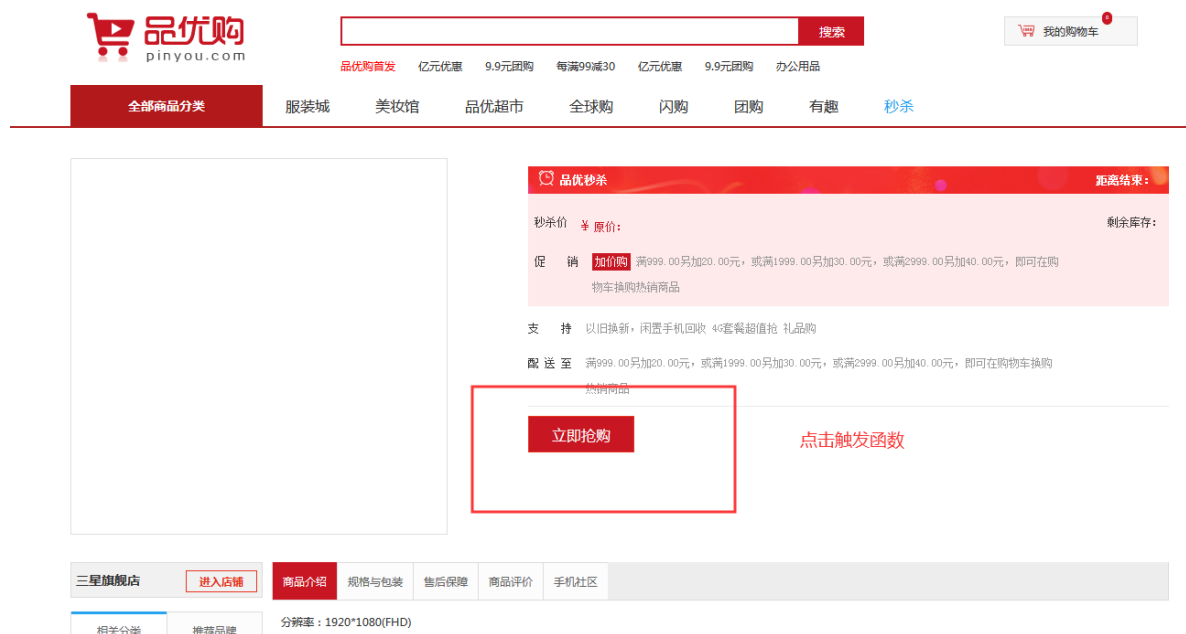 品优购
pinyou.com
搜索
我的购物车
品优购首发 亿元优惠 9.9元团购 每满99减30 亿元优惠 9.9元团购 办公用品
全部商品分类 服装城 美妆馆 品优超市 全球购 闪购 团购 有趣 秒杀
品优秒杀 距离结束：
秒杀价 ¥ 原价： 剩余库存：
促 销 加价购 满999.00另加20.00元，或满1999.00另加30.00元，或满2999.00另加40.00元，即可在购
物车换购热销商品
支 持 以旧换新，闲置手机回收 4G套餐超值抢 礼品购
配 送 至 满999.00另加20.00元，或满1999.00另加30.00元，或满2999.00另加40.00元，即可在购物车换购
热销商品
立即抢购 点击触发函数
三星旗舰店 进入店铺 商品介绍 规格与包装 售后保障 商品评价 手机社区
相关分类 推荐品牌 分辨率：1920*1080(FHD)